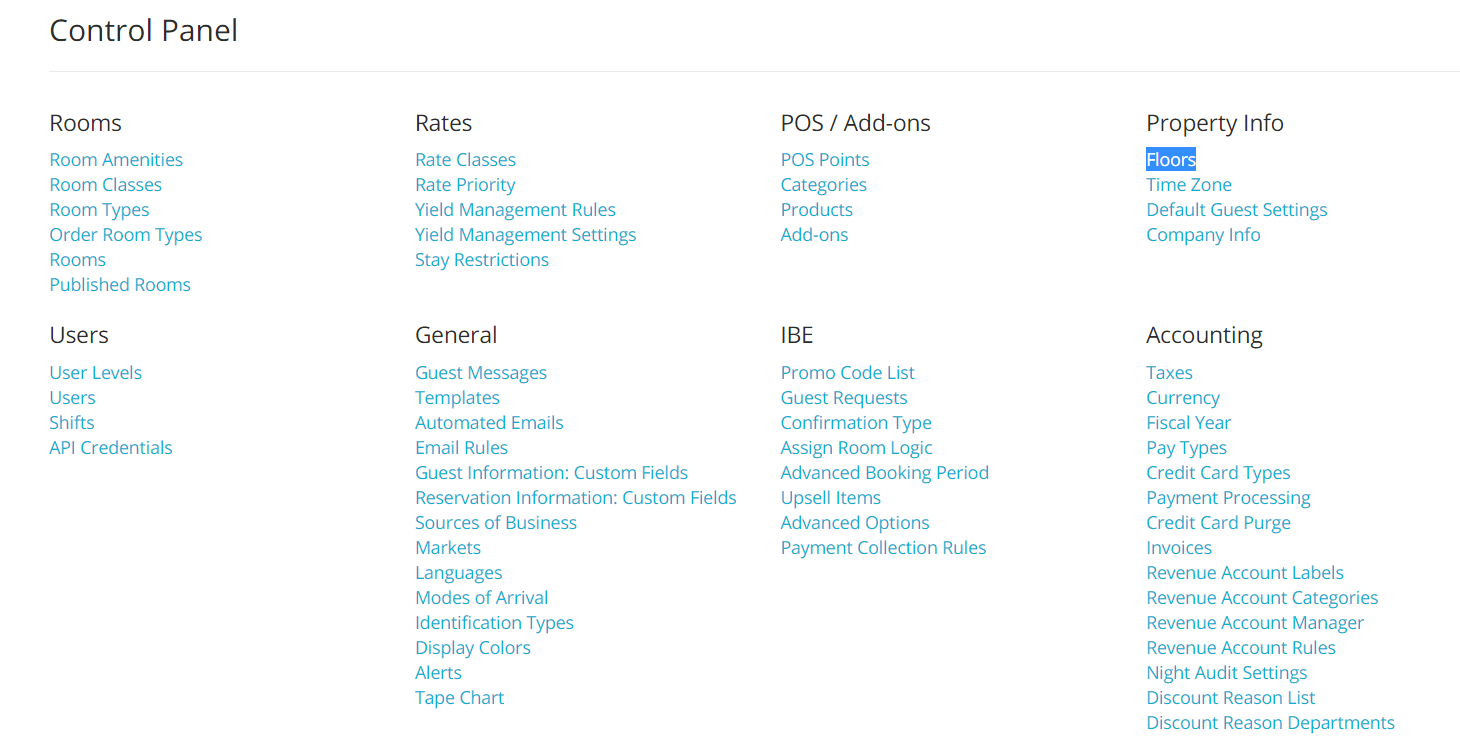 Control Panel
Rooms
Room Amenities
Room Classes
Room Types
Order Room Types
Rooms
Published Rooms
Rates
Rate Classes
Rate Priority
Yield Management Rules
Yield Management Settings
Stay Restrictions
POS / Add-ons
POS Points
Categories
Products
Add-ons
Property Info
Floors
Time Zone
Default Guest Settings
Company Info
Users
User Levels
Users
Shifts
API Credentials
General
Guest Messages
Templates
Automated Emails
Email Rules
Guest Information: Custom Fields
Reservation Information: Custom Fields
Sources of Business
Markets
Languages
Modes of Arrival
Identification Types
Display Colors
Alerts
Tape Chart
IBE
Promo Code List
Guest Requests
Confirmation Type
Assign Room Logic
Advanced Booking Period
Upsell Items
Advanced Options
Payment Collection Rules
Accounting
Taxes
Currency
Fiscal Year
Pay Types
Credit Card Types
Payment Processing
Credit Card Purge
Invoices
Revenue Account Labels
Revenue Account Categories
Revenue Account Manager
Revenue Account Rules
Night Audit Settings
Discount Reason List
Discount Reason Departments